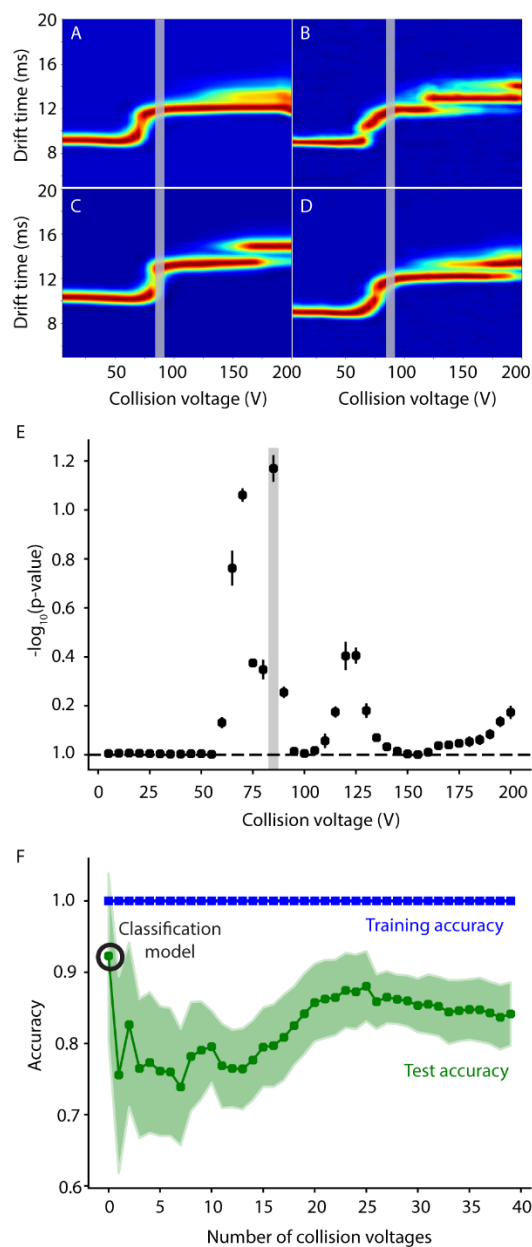 A
B
20
16
12
8
Drift time (ms)
C
D
20
16
12
8
Drift time (ms)
50 100 150 200 50 100 150 200
Collision voltage (V) Collision voltage (V)
E
1.2
1.0
0.8
0.6
0.4
0.2
1.0
-log10(p-value)
0 25 50 75 100 125 150 175 200
Collision voltage (V)
F
1.0
0.9
0.8
0.7
0.6
Accuracy
Classification
model
Training accuracy
Test accuracy
0 5 10 15 20 25 30 35 40
Number of collision voltages